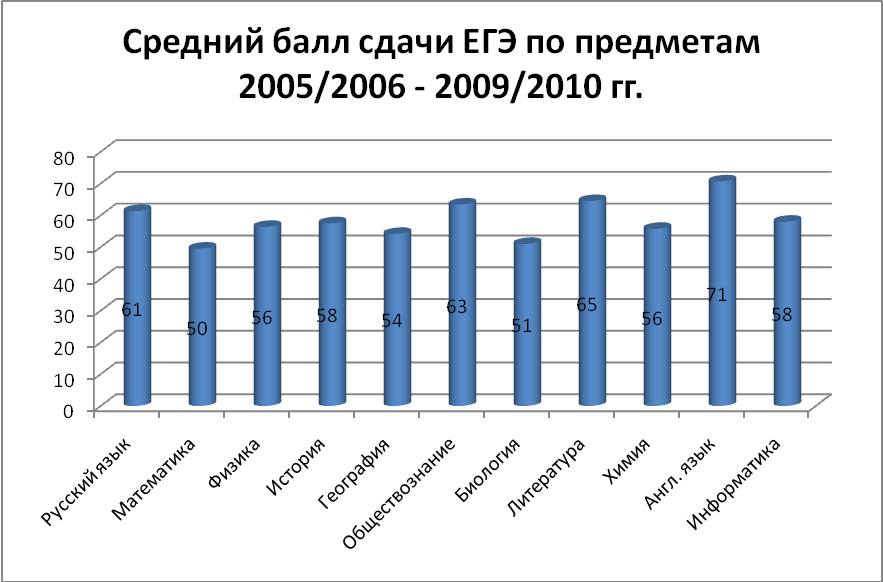 Средний балл сдачи ЕГЭ по предметам
2005/2006 - 2009/2010 гг.
80
70
60
50
40
30
20
10
0
61
50
56
58
54
63
51
65
56
71
58
Русский язык
Математика
Физика
История
География
Обществознание
Биология
Литература
Химия
Англ. язык
Информатика